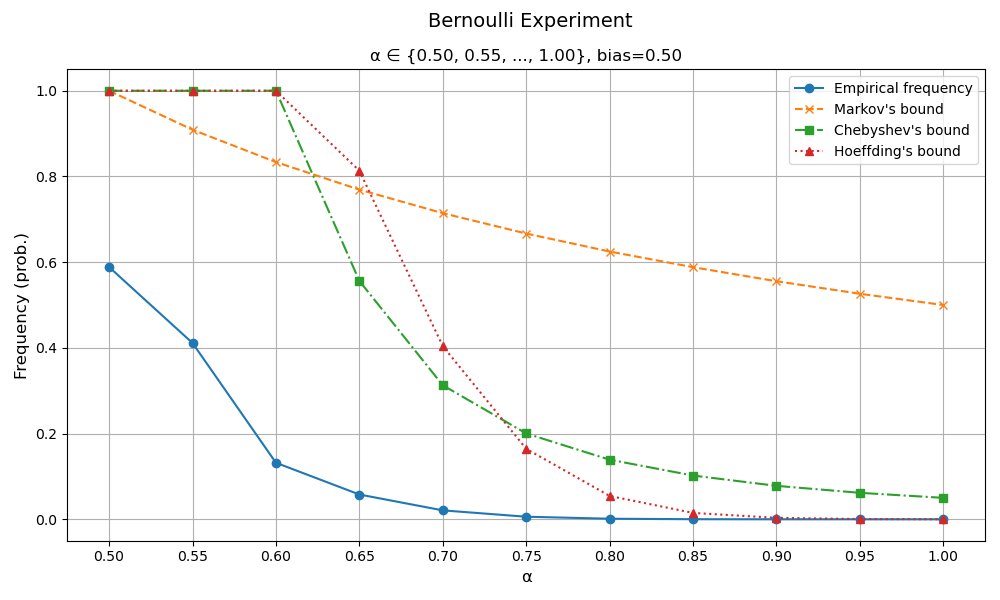 Bernoulli Experiment
α ∈ {0.50, 0.55, ..., 1.00}, bias=0.50
Empirical frequency
Markov's bound
Chebyshev's bound
Hoeffding's bound
Frequency (prob.)
1.0
0.8
0.6
0.4
0.2
0.0
0.50 0.55 0.60 0.65 0.70 0.75 0.80 0.85 0.90 0.95 1.00
α